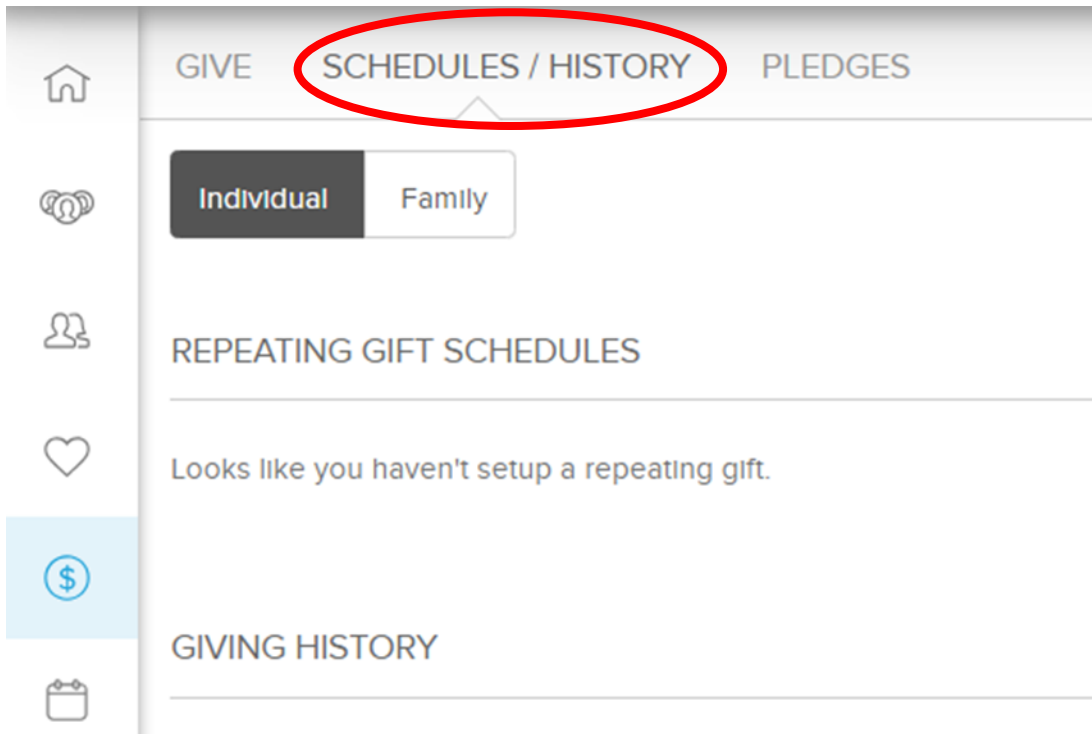 GIVE SCHEDULES / HISTORY PLEDGES
Individual Family
REPEATING GIFT SCHEDULES
Looks like you haven't setup a repeating gift.
$
GIVING HISTORY